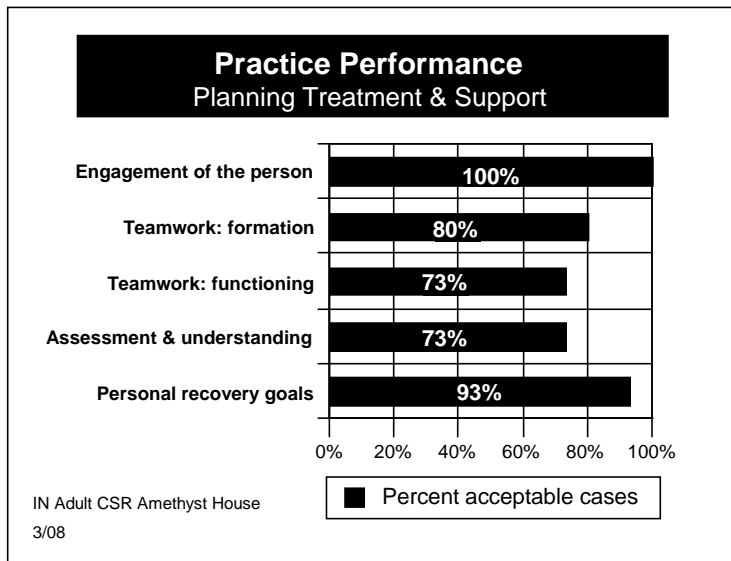 Practice Performance
Planning Treatment & Support
Engagement of the person
100%
Teamwork: formation
80%
Teamwork: functioning
73%
Assessment & understanding
73%
Personal recovery goals
93%
0% 20% 40% 60% 80% 100%
Percent acceptable cases
IN Adult CSR Amethyst House
3/08